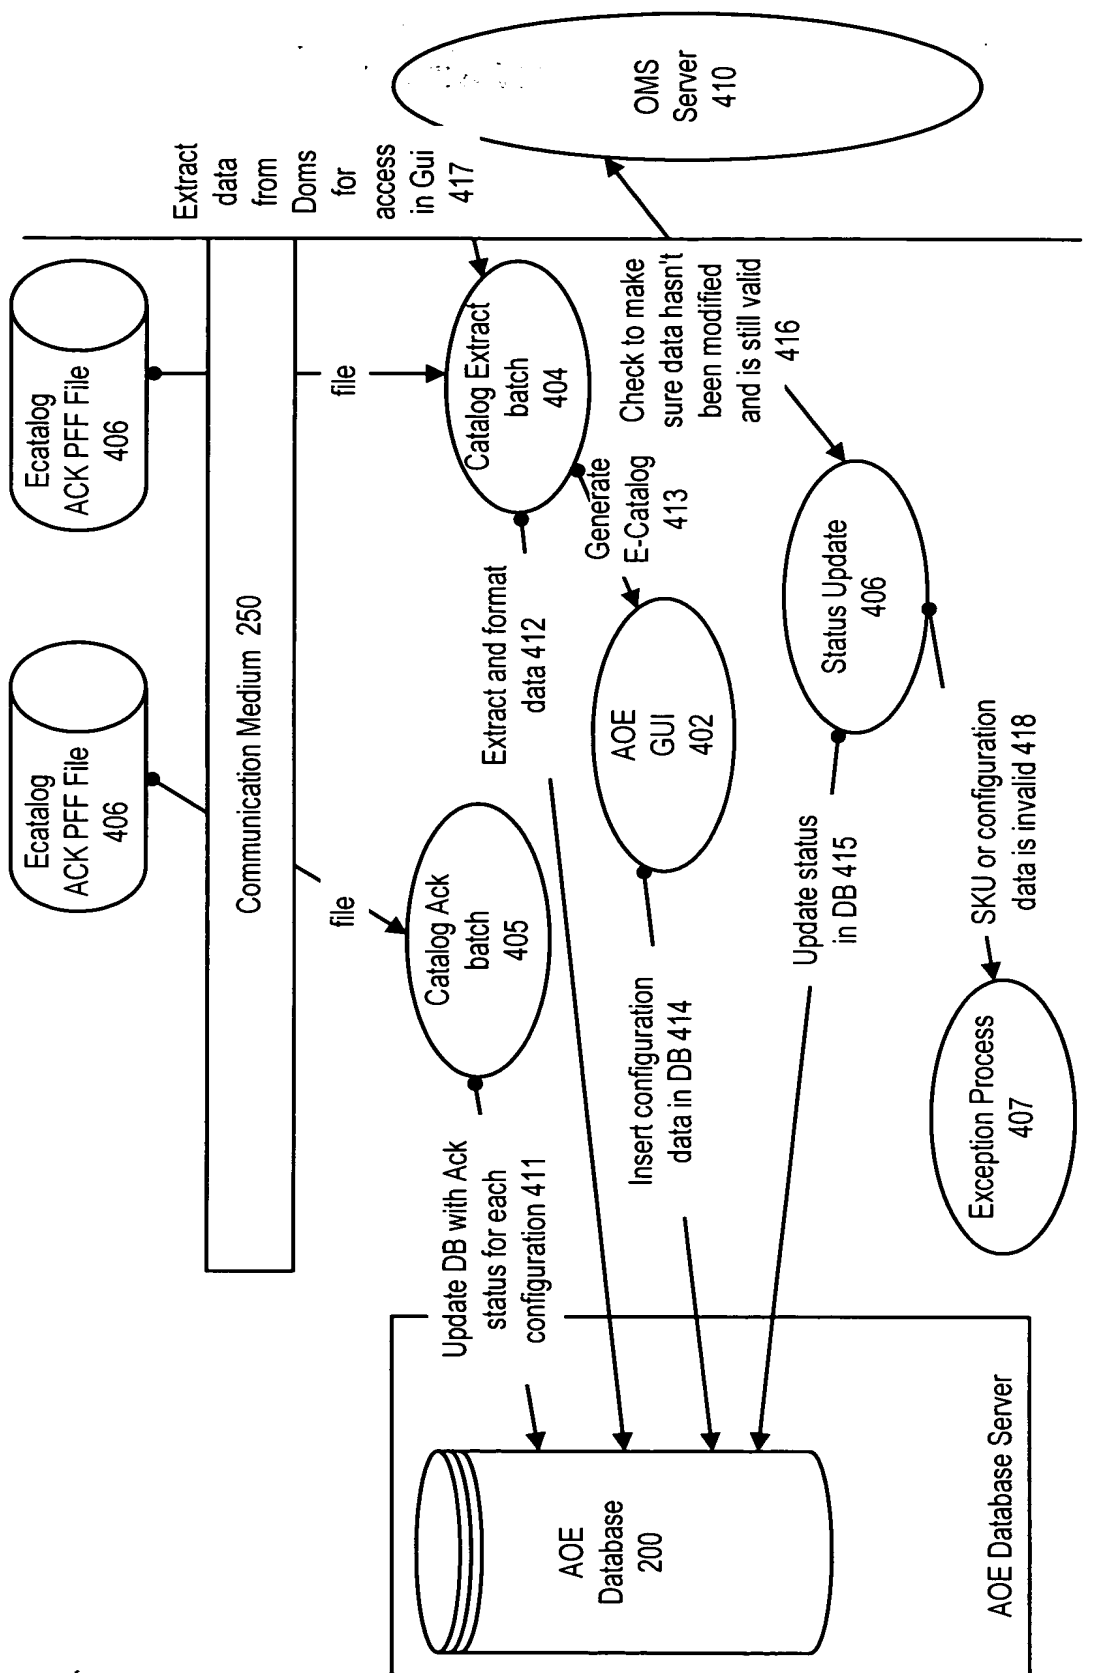 Ecatalog
ACK PFF File
406
Ecatalog
ACK PFF File
406
Communication Medium 250
file
file
Extract
data
from
Doms
for
access
in Gui
417
OMS
Server
410
Catalog Ack
batch
405
Catalog Extract
batch
404
Update DB with Ack
status for each
configuration 411
Extract and format
data 412
Generate
E-Catalog
413
Check to make
sure data hasn't
been modified
and is still valid
416
AOE
GUI
402
Insert configuration
data in DB 414
Status Update
406
Update status
in DB 415
SKU or configuration
data is invalid 418
Exception Process
407
AOE
Database
200
AOE Database Server